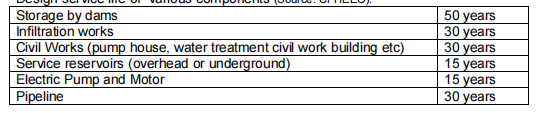 Design service life of various components (Source: CPHEEO).
Storage by dams 50 years
Infiltration works 30 years
Civil Works (pump house, water treatment civil work building etc) 30 years
Service reservoirs (overhead or underground) 15 years
Electric Pump and Motor 15 years
Pipeline 30 years